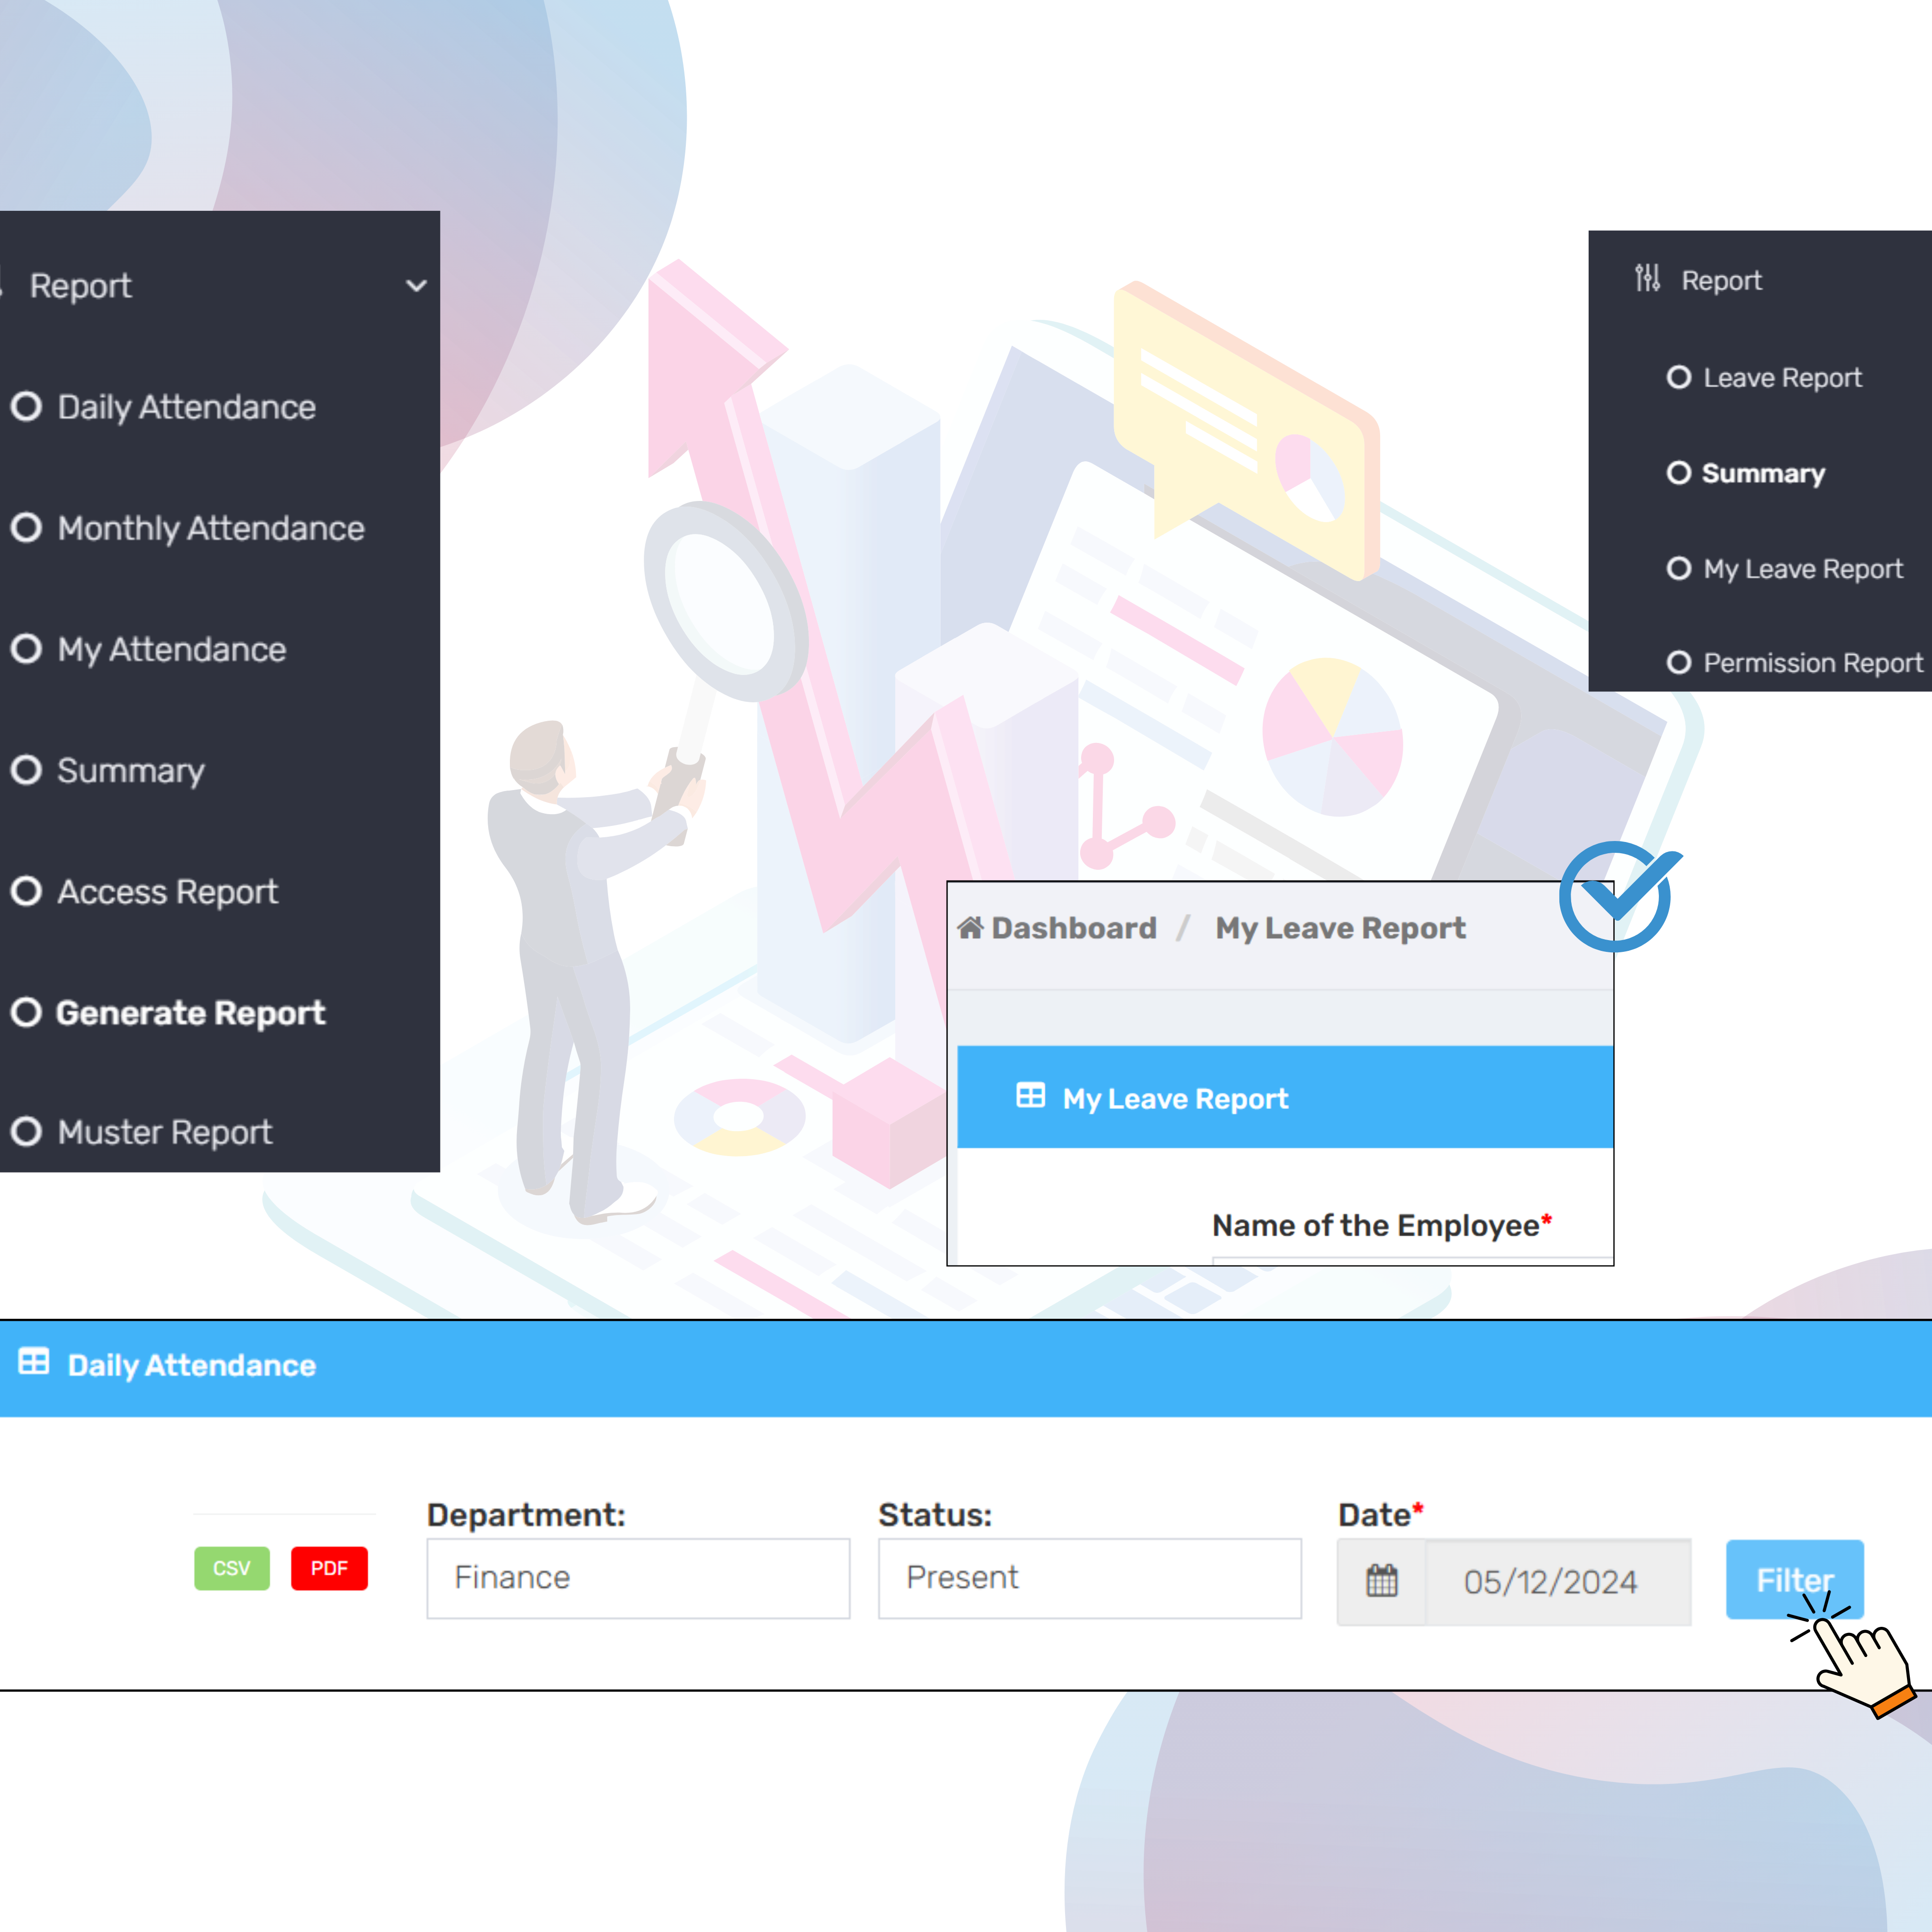 Report
Daily Attendance
Monthly Attendance
My Attendance
Summary
Access Report
Generate Report
Muster Report
Report
Leave Report
Summary
My Leave Report
Permission Report
Dashboard / My Leave Report
My Leave Report
Name of the Employee*
Daily Attendance
CSV PDF
Department:
Finance
Status:
Present
Date*
05/12/2024
Filter